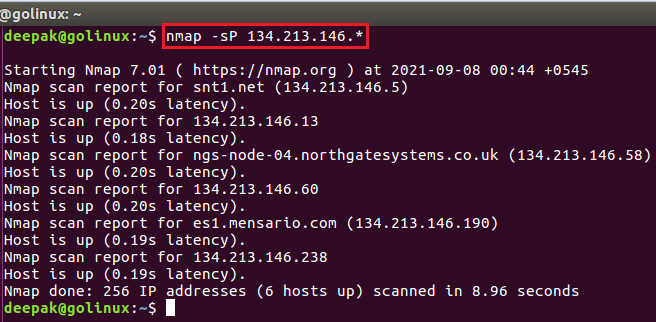 @golinux: ~
deepak@golinux:~$ nmap -sP 134.213.146.*
Starting Nmap 7.01 ( https://nmap.org ) at 2021-09-08 00:44 +0545
Nmap scan report for snt1.net (134.213.146.5)
Host is up (0.20s latency).
Nmap scan report for 134.213.146.13
Host is up (0.18s latency).
Nmap scan report for ngs-node-04.northgatesystems.co.uk (134.213.146.58)
Host is up (0.20s latency).
Nmap scan report for 134.213.146.60
Host is up (0.20s latency).
Nmap scan report for es1.mensario.com (134.213.146.190)
Host is up (0.19s latency).
Nmap scan report for 134.213.146.238
Host is up (0.19s latency).
Nmap done: 256 IP addresses (6 hosts up) scanned in 8.96 seconds
deepak@golinux:~$